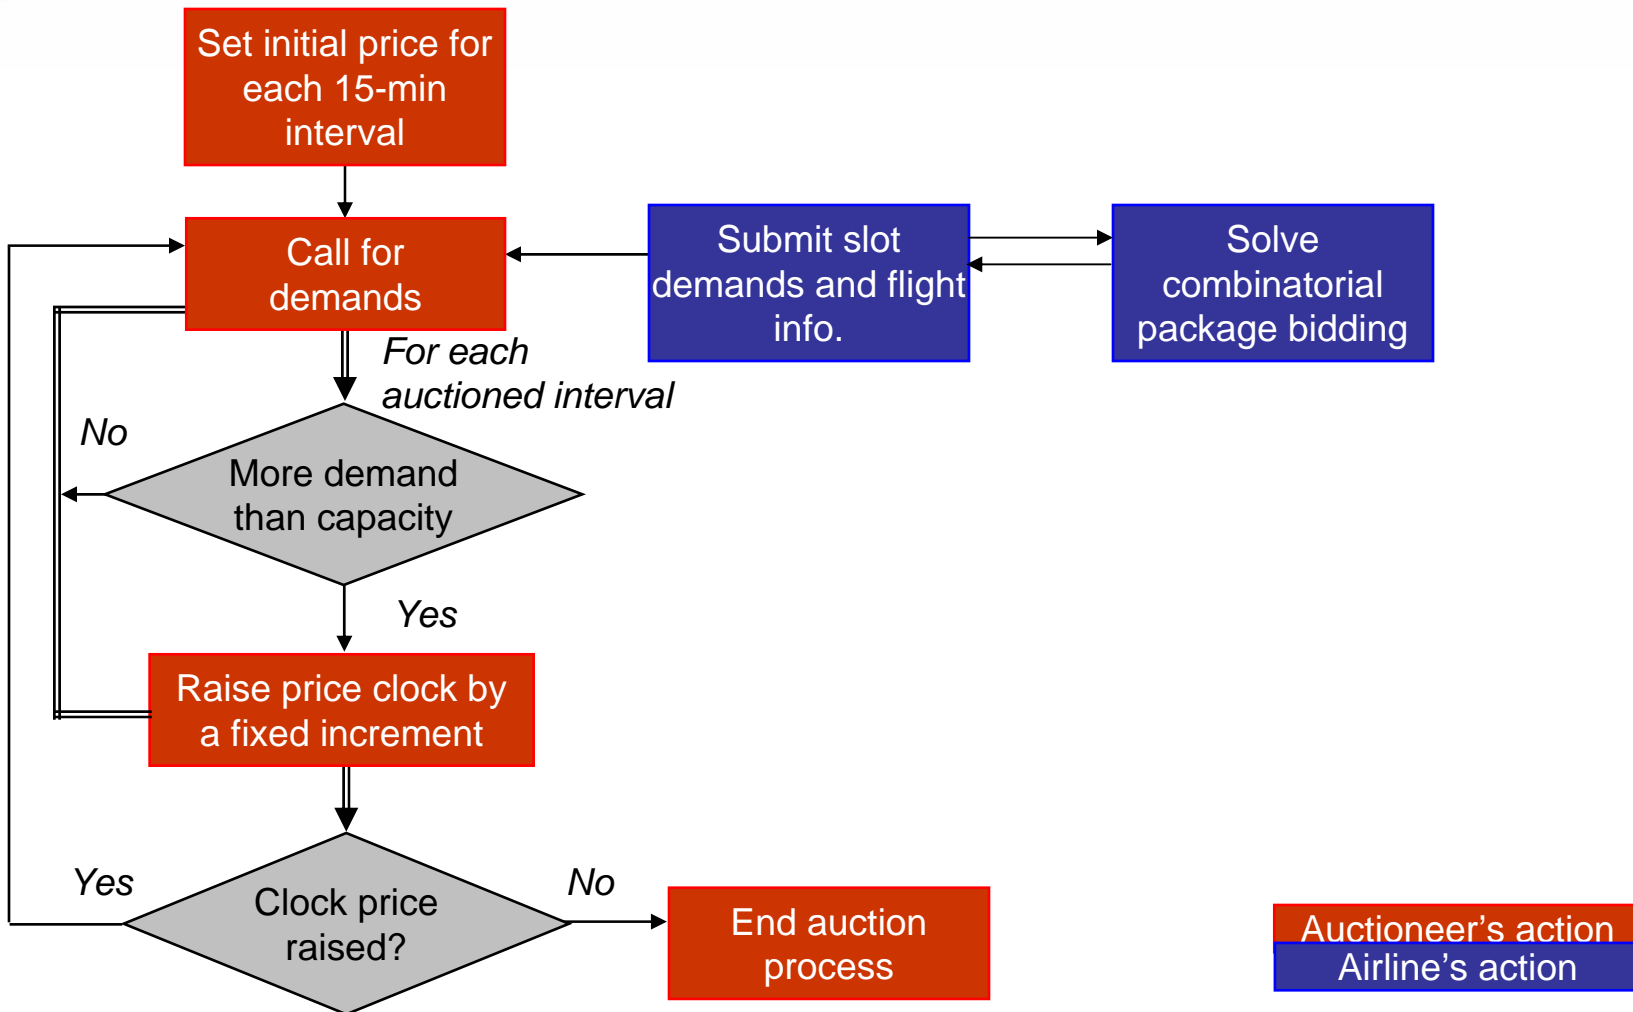 Set initial price for
each 15-min
interval
Call for
demands
Submit slot
demands and flight
info.
Solve
combinatorial
package bidding
For each
auctioned interval
No
More demand
than capacity
Yes
Raise price clock by
a fixed increment
Yes
Clock price
raised?
No
End auction
process
Auctioneer's action
Airline's action